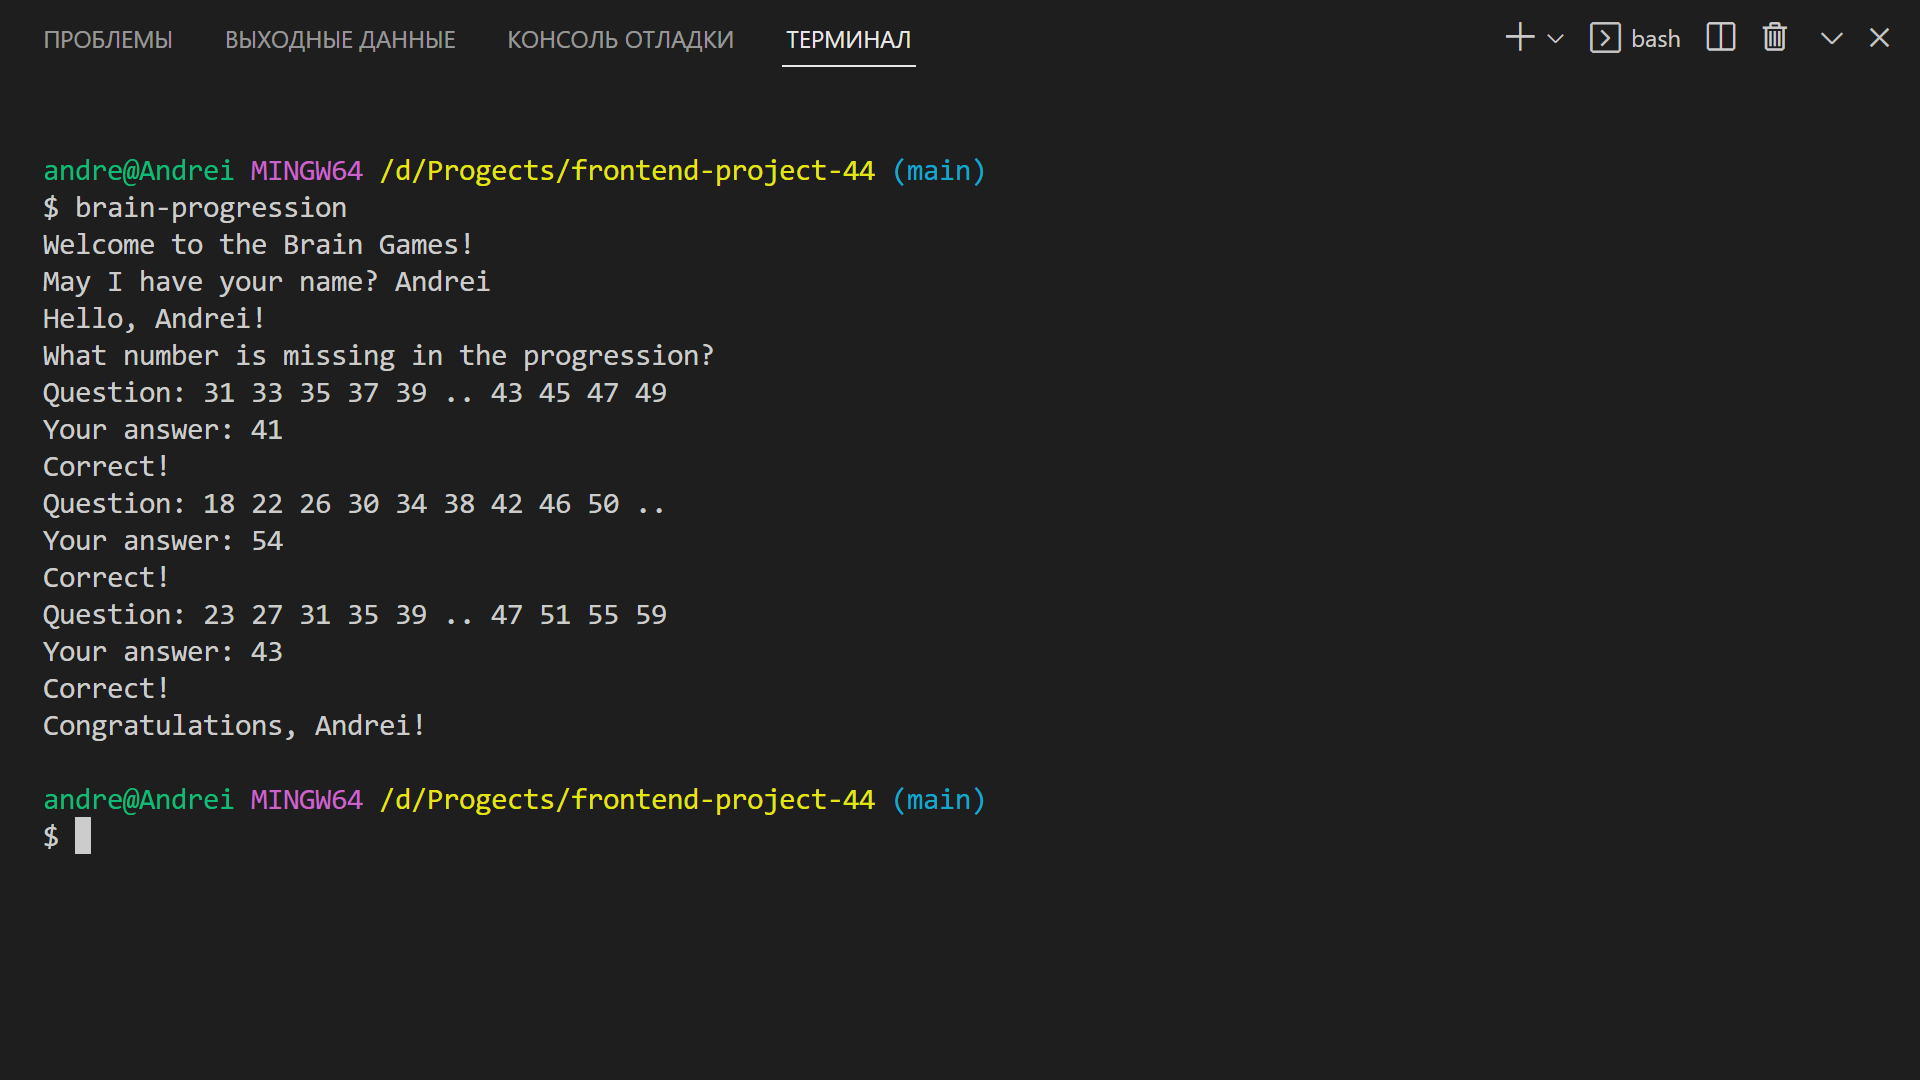 ПРОБЛЕМЫ ВЫХОДНЫЕ ДАННЫЕ КОНСОЛЬ ОТЛАДКИ ТЕРМИНАЛ bash
andre@Andrei MINGW64 /d/Progects/frontend-project-44 (main)
$ brain-progression
Welcome to the Brain Games!
May I have your name? Andrei
Hello, Andrei!
What number is missing in the progression?
Question: 31 33 35 37 39 .. 43 45 47 49
Your answer: 41
Correct!
Question: 18 22 26 30 34 38 42 46 50 ..
Your answer: 54
Correct!
Question: 23 27 31 35 39 .. 47 51 55 59
Your answer: 43
Correct!
Congratulations, Andrei!
andre@Andrei MINGW64 /d/Progects/frontend-project-44 (main)
$